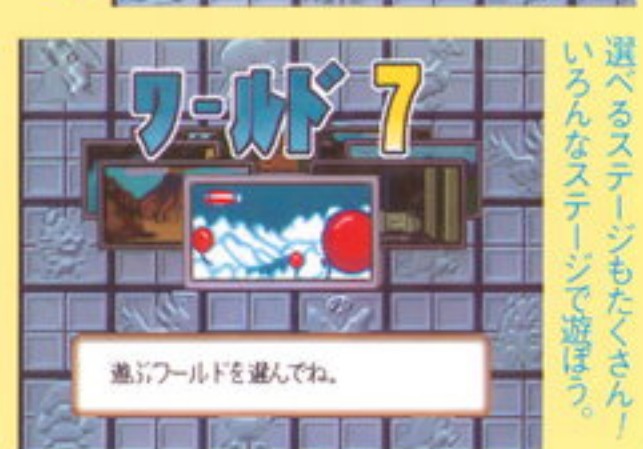 選べるステージもたくさん!
いろんなステージで遊ぼう。
ワールド 7
遊ぶワールドを選んでね。